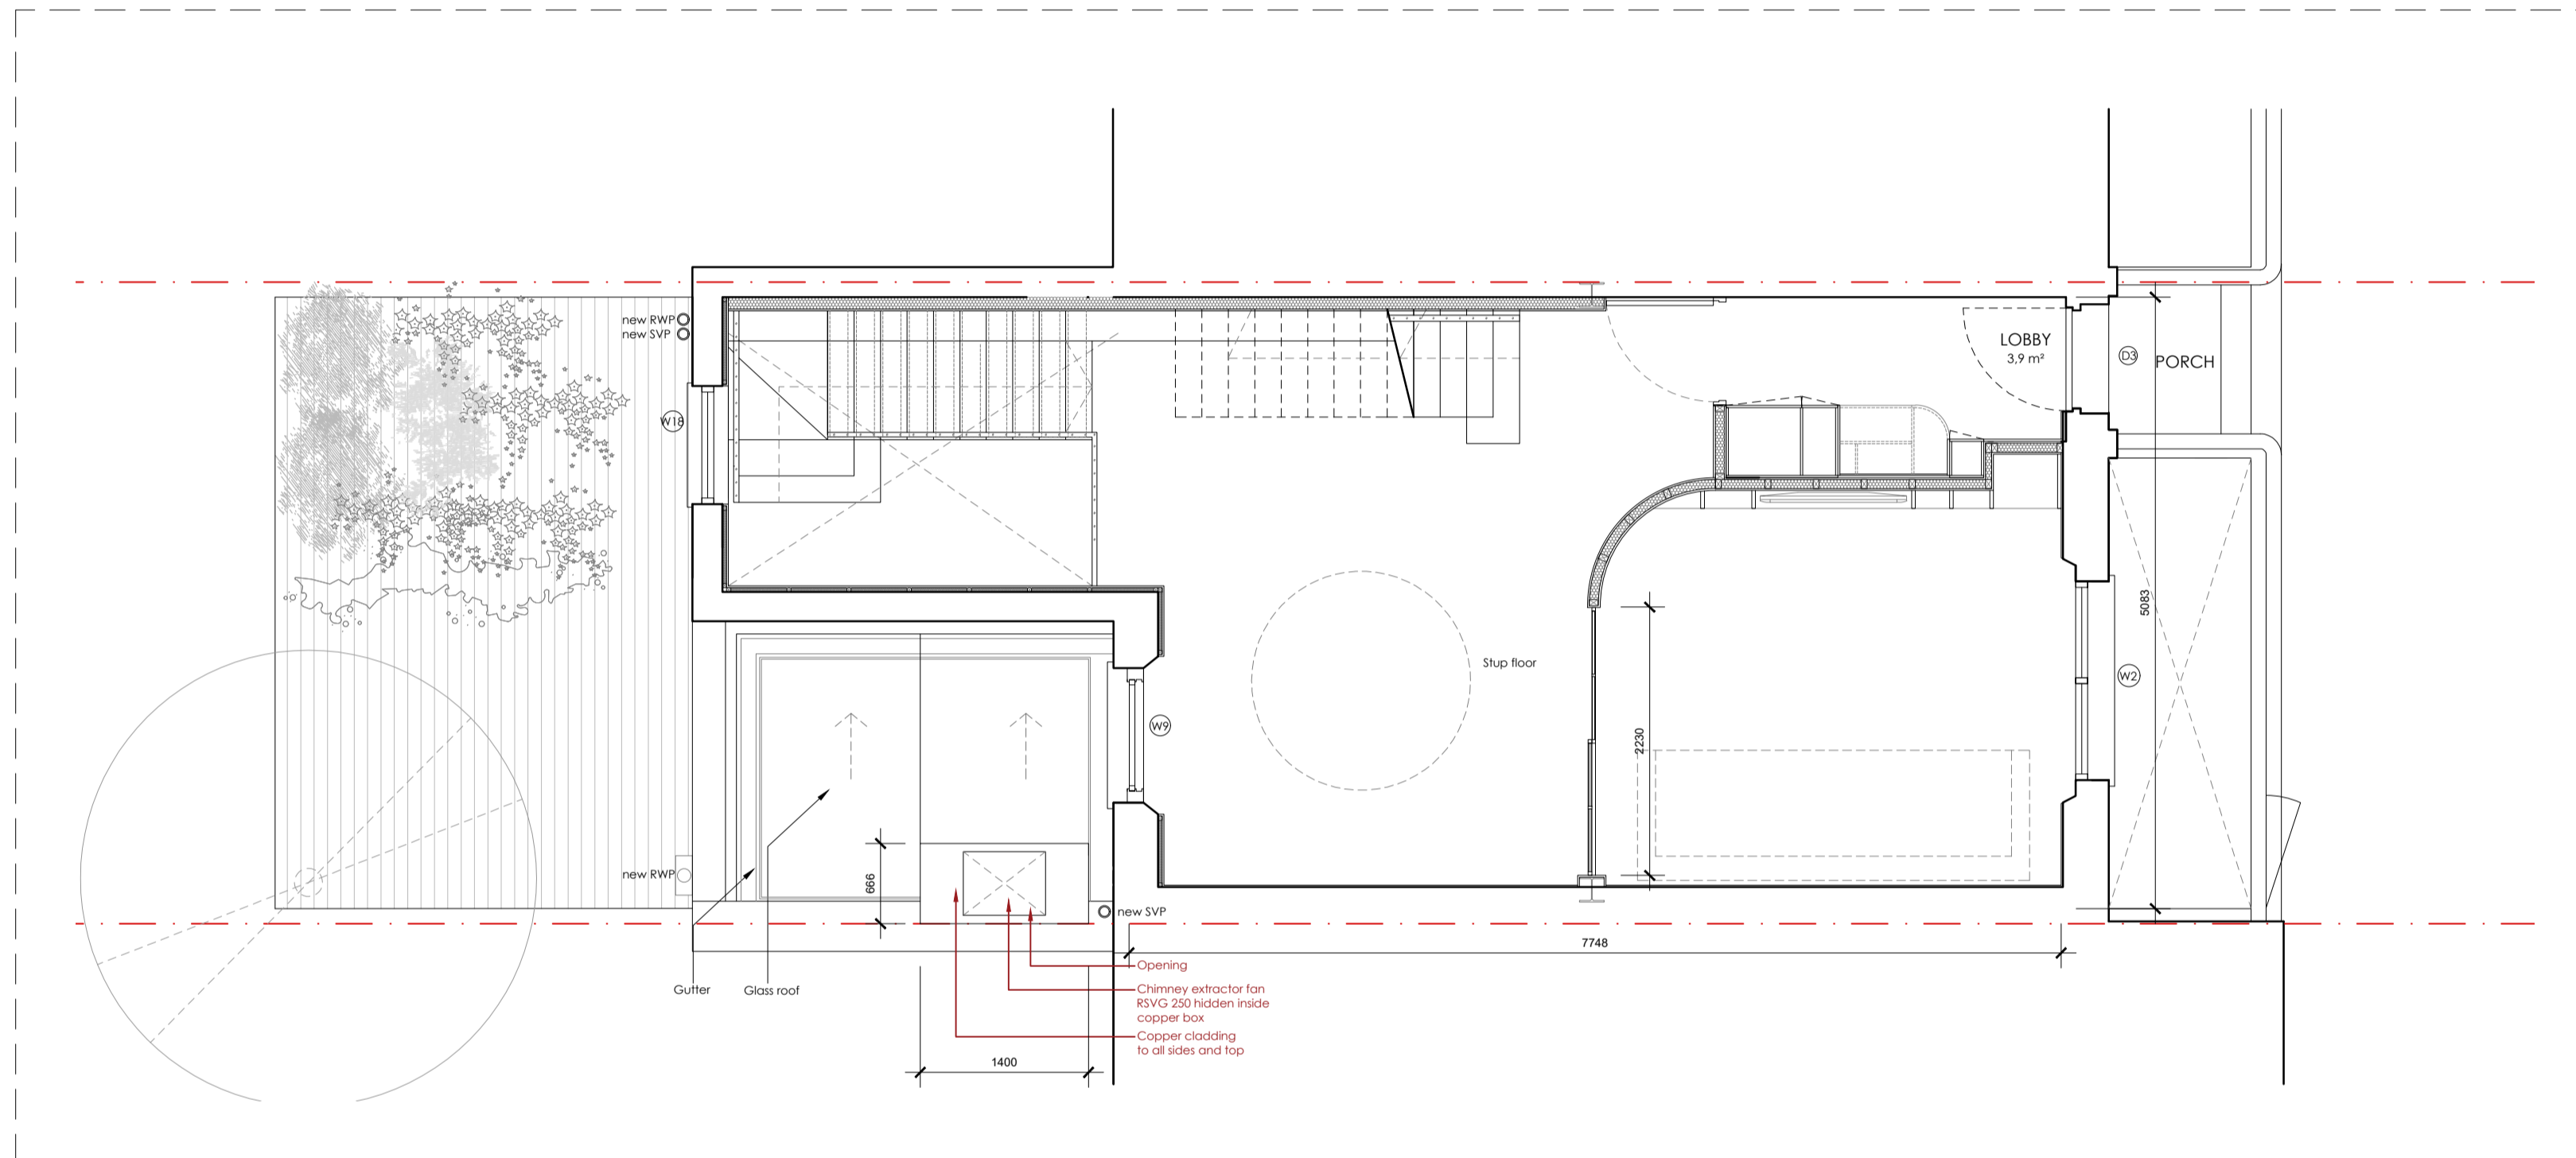 new RWP
new SVP
W18
LOBBY
3,9 m²
D3
PORCH
5083
Stup floor
W2
W9
2230
new RWP
666
new SVP
7748
Opening
Gutter
Glass roof
Chimney extractor fan
RSVG 250 hidden inside
copper box
Copper cladding
to all sides and top
1400